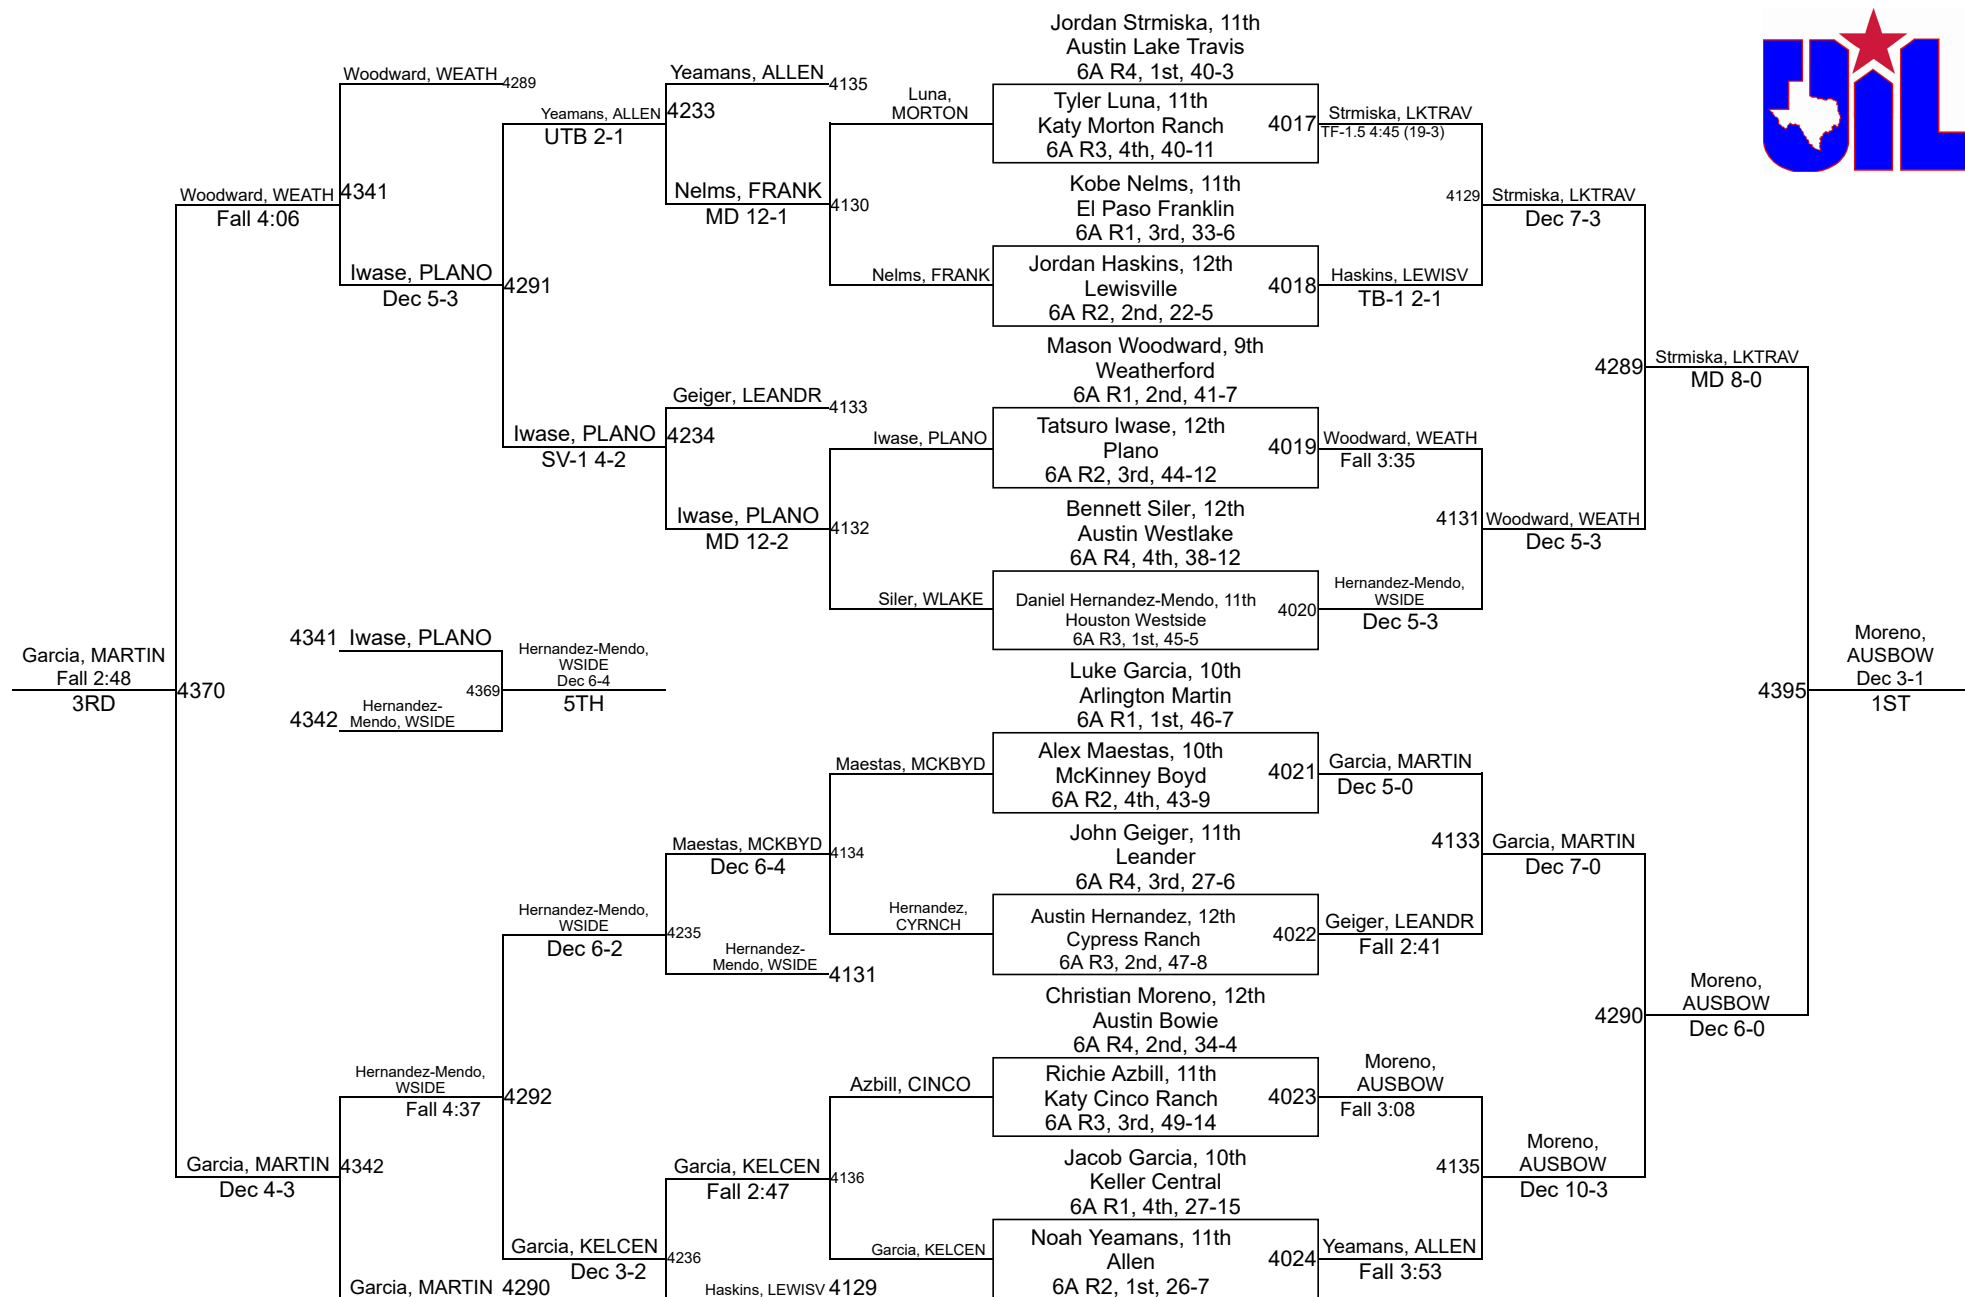 Jordan Strmiska, 11th
Austin Lake Travis
6A R4, 1st, 40-3
Tyler Luna, 11th
Katy Morton Ranch
6A R3, 4th, 40-11
4017
Kobe Nelms, 11th
El Paso Franklin
6A R1, 3rd, 33-6
Jordan Haskins, 12th
Lewisville
6A R2, 2nd, 22-5
4018
Mason Woodward, 9th
Weatherford
6A R1, 2nd, 41-7
Tatsuro Iwase, 12th
Plano
6A R2, 3rd, 44-12
4019
Bennett Siler, 12th
Austin Westlake
6A R4, 4th, 38-12
Daniel Hernandez-Mendo, 11th
Houston Westside
6A R3, 1st, 45-5
4020
Luke Garcia, 10th
Arlington Martin
6A R1, 1st, 46-7
Alex Maestas, 10th
McKinney Boyd
6A R2, 4th, 43-9
4021
John Geiger, 11th
Leander
6A R4, 3rd, 27-6
Austin Hernandez, 12th
Cypress Ranch
6A R3, 2nd, 47-8
4022
Christian Moreno, 12th
Austin Bowie
6A R4, 2nd, 34-4
Richie Azbill, 11th
Katy Cinco Ranch
6A R3, 3rd, 49-14
4023
Jacob Garcia, 10th
Keller Central
6A R1, 4th, 27-15
Noah Yeamans, 11th
Allen
6A R2, 1st, 26-7
4024
Strmiska, LKTRAV
TF-1.5 4:45 (19-3)
Haskins, LEWISV
TB-1 2-1
Woodward, WEATH
Fall 3:35
Hernandez-Mendo,
WSIDE
Dec 5-3
Garcia, MARTIN
Dec 5-0
Geiger, LEANDR
Fall 2:41
Moreno,
AUSBOW
Fall 3:08
Yeamans, ALLEN
Fall 3:53
4129
Strmiska, LKTRAV
Dec 7-3
4131
Woodward, WEATH
Dec 5-3
4133
Garcia, MARTIN
Dec 7-0
4135
Moreno,
AUSBOW
Dec 10-3
4289
Strmiska, LKTRAV
MD 8-0
4290
Moreno,
AUSBOW
Dec 6-0
4395
Moreno,
AUSBOW
Dec 3-1
1ST
UIL
Luna,
MORTON
Nelms, FRANK
Iwase, PLANO
Siler, WLAKE
Maestas, MCKBYD
Hernandez,
CYRNCH
Azbill, CINCO
Garcia, KELCEN
Yeamans, ALLEN
4135
Nelms, FRANK
MD 12-1
4130
Geiger, LEANDR
4133
Iwase, PLANO
MD 12-2
4132
Maestas, MCKBYD
Dec 6-4
4134
Hernandez-
Mendo, WSIDE
4131
Garcia, KELCEN
Fall 2:47
4136
Haskins, LEWISV
4129
Yeamans, ALLEN
UTB 2-1
4233
Iwase, PLANO
SV-1 4-2
4234
Hernandez-Mendo,
WSIDE
Dec 6-2
4235
Garcia, KELCEN
Dec 3-2
4236
Woodward, WEATH
4289
Iwase, PLANO
Dec 5-3
4291
Hernandez-Mendo,
WSIDE
Fall 4:37
4292
Garcia, MARTIN
4290
Woodward, WEATH
Fall 4:06
4341
Garcia, MARTIN
Dec 4-3
4342
4341
Iwase, PLANO
4342
Hernandez-
Mendo, WSIDE
4369
Hernandez-Mendo,
WSIDE
Dec 6-4
5TH
Garcia, MARTIN
Fall 2:48
3RD
4370